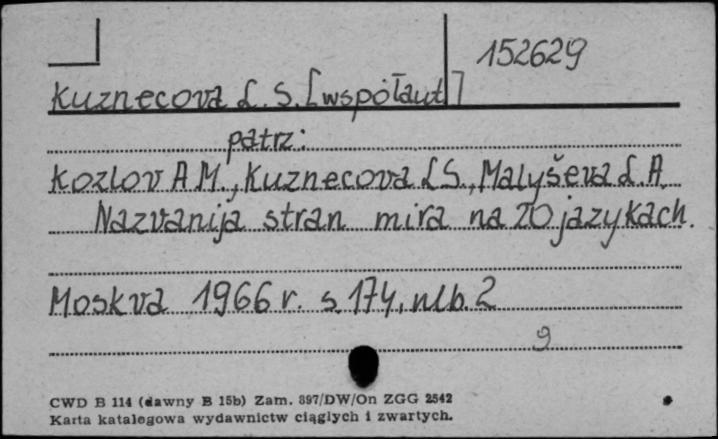 152629
Kuznecova L. S. [współaut]
patrz:
Kozlov A M., Kuznecova L S., Malyševa L. A.
Nazvanija stran mira na 20 jazykach.
Moskva 1966 r. s. 174, nlb. 2
9
CWD B 114 (dawny B 15b) Zam. 897/DW/On ZGG 2542
Karta katalogowa wydawnictw ciągłych i zwartych.